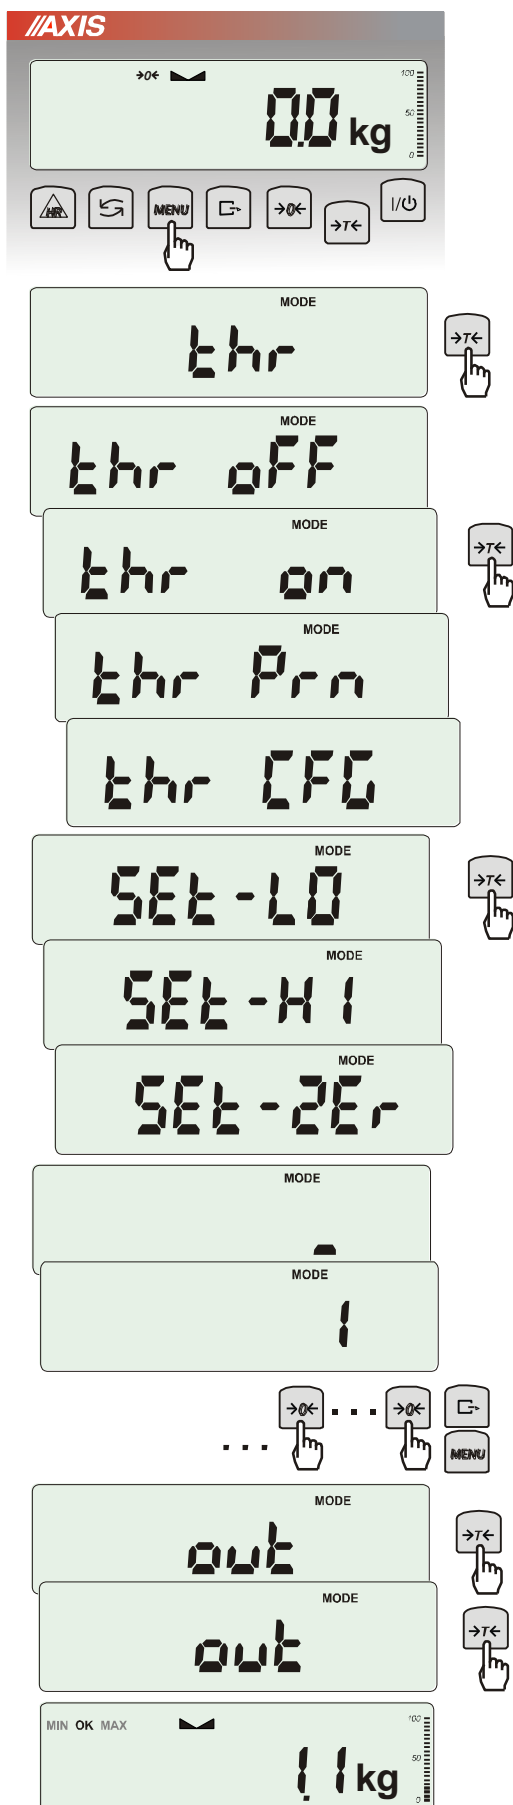 AXIS
→0← 100
50
0.0 kg
0
HR MENU →0← →T← I/⏻
MODE
thr
→T←
MODE
thr oFF
MODE
thr on
→T←
MODE
thr Prn
thr CFG
MODE
SEt-LO
→T←
MODE
SEt-HI
MODE
SEt-2Er
MODE
-
MODE
1
→0← ... →0←
... MENU
MODE
out
→T←
MODE
out
→T←
MIN OK MAX 100
50
1.1 kg
0